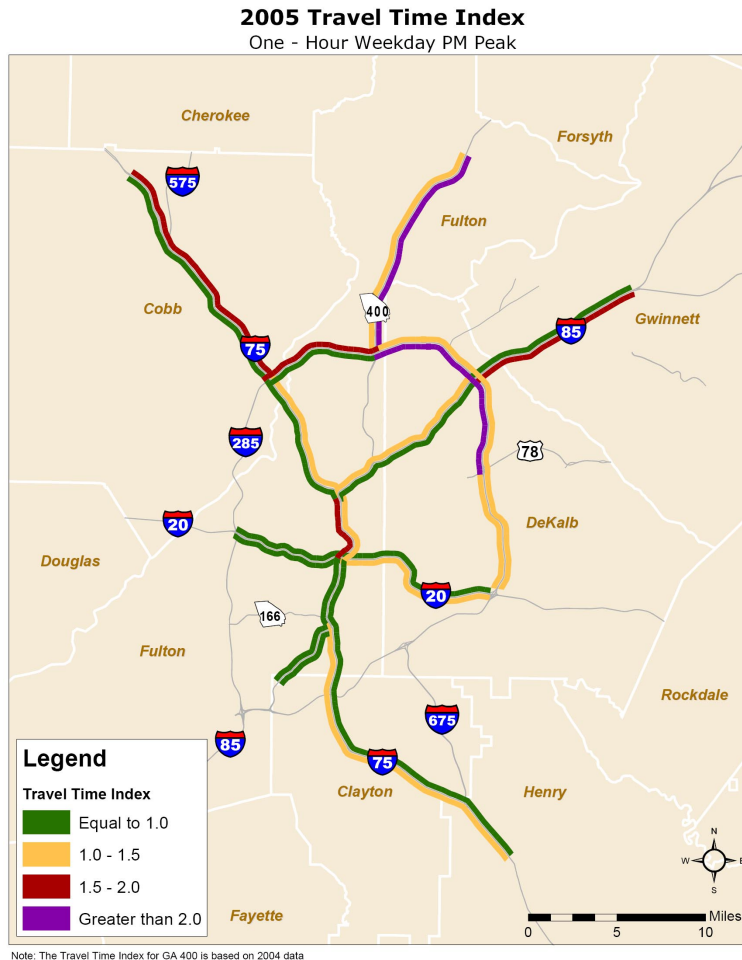 2005 Travel Time Index
One - Hour Weekday PM Peak
Cherokee
Forsyth
575
Fulton
Cobb
400
Gwinnett
85
75
285
78
20
DeKalb
Douglas
20
166
Fulton
Rockdale
675
85
75
Clayton
Henry
Fayette
Legend
Travel Time Index
Equal to 1.0
1.0 - 1.5
1.5 - 2.0
Greater than 2.0
N
W
E
S
Miles
0 5 10
Note: The Travel Time Index for GA 400 is based on 2004 data